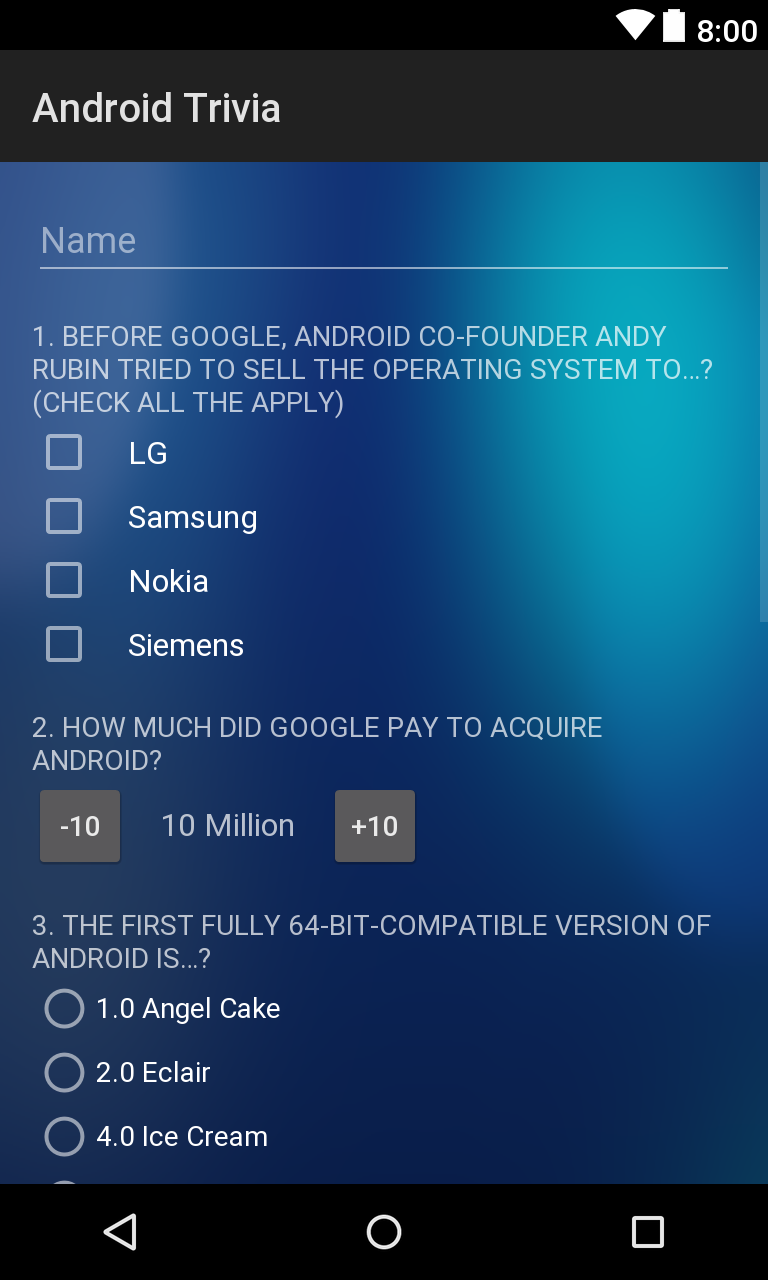 8:00
Android Trivia
Name
1. BEFORE GOOGLE, ANDROID CO-FOUNDER ANDY
RUBIN TRIED TO SELL THE OPERATING SYSTEM TO...?
(CHECK ALL THE APPLY)
LG
Samsung
Nokia
Siemens
2. HOW MUCH DID GOOGLE PAY TO ACQUIRE
ANDROID?
-10 10 Million +10
3. THE FIRST FULLY 64-BIT-COMPATIBLE VERSION OF
ANDROID IS...?
1.0 Angel Cake
2.0 Eclair
4.0 Ice Cream